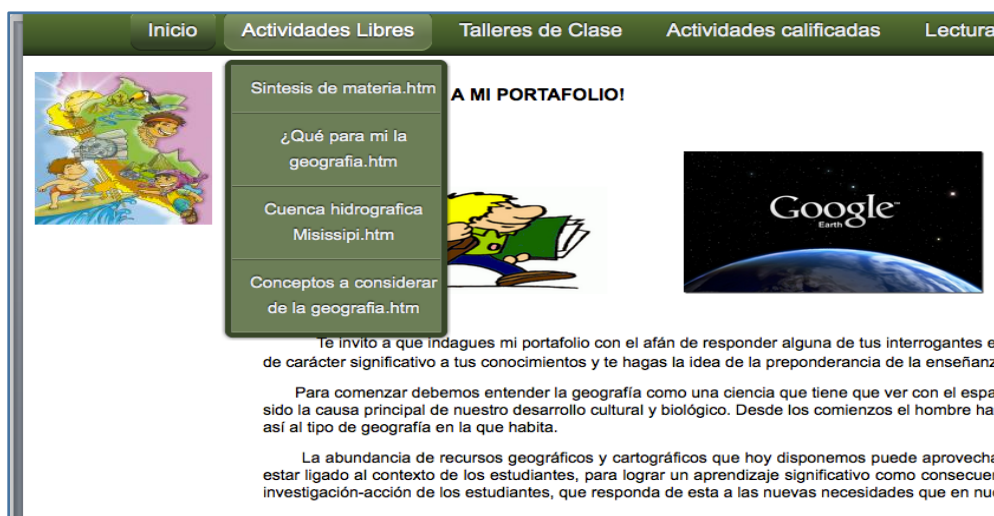 Inicio
Actividades Libres
Talleres de Clase
Actividades calificadas
Lectura
Sintesis de materia.htm
¿Qué para mi la
geografia.htm
Cuenca hidrografica
Misissipi.htm
Conceptos a considerar
de la geografia.htm
A MI PORTAFOLIO!
Google™
Earth
Te invito a que indagues mi portafolio con el afán de responder alguna de tus interrogantes e
de carácter significativo a tus conocimientos y te hagas la idea de la preponderancia de la enseñanz
Para comenzar debemos entender la geografía como una ciencia que tiene que ver con el espa
sido la causa principal de nuestro desarrollo cultural y biológico. Desde los comienzos el hombre ha
así al tipo de geografía en la que habita.
La abundancia de recursos geográficos y cartográficos que hoy disponemos puede aprovecha
estar ligado al contexto de los estudiantes, para lograr un aprendizaje significativo como consecuen
investigación-acción de los estudiantes, que responda de esta a las nuevas necesidades que en nu